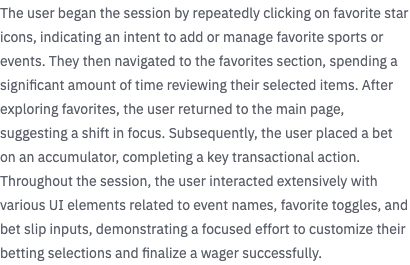 The user began the session by repeatedly clicking on favorite star
icons, indicating an intent to add or manage favorite sports or
events. They then navigated to the favorites section, spending a
significant amount of time reviewing their selected items. After
exploring favorites, the user returned to the main page,
suggesting a shift in focus. Subsequently, the user placed a bet
on an accumulator, completing a key transactional action.
Throughout the session, the user interacted extensively with
various UI elements related to event names, favorite toggles, and
bet slip inputs, demonstrating a focused effort to customize their
betting selections and finalize a wager successfully.